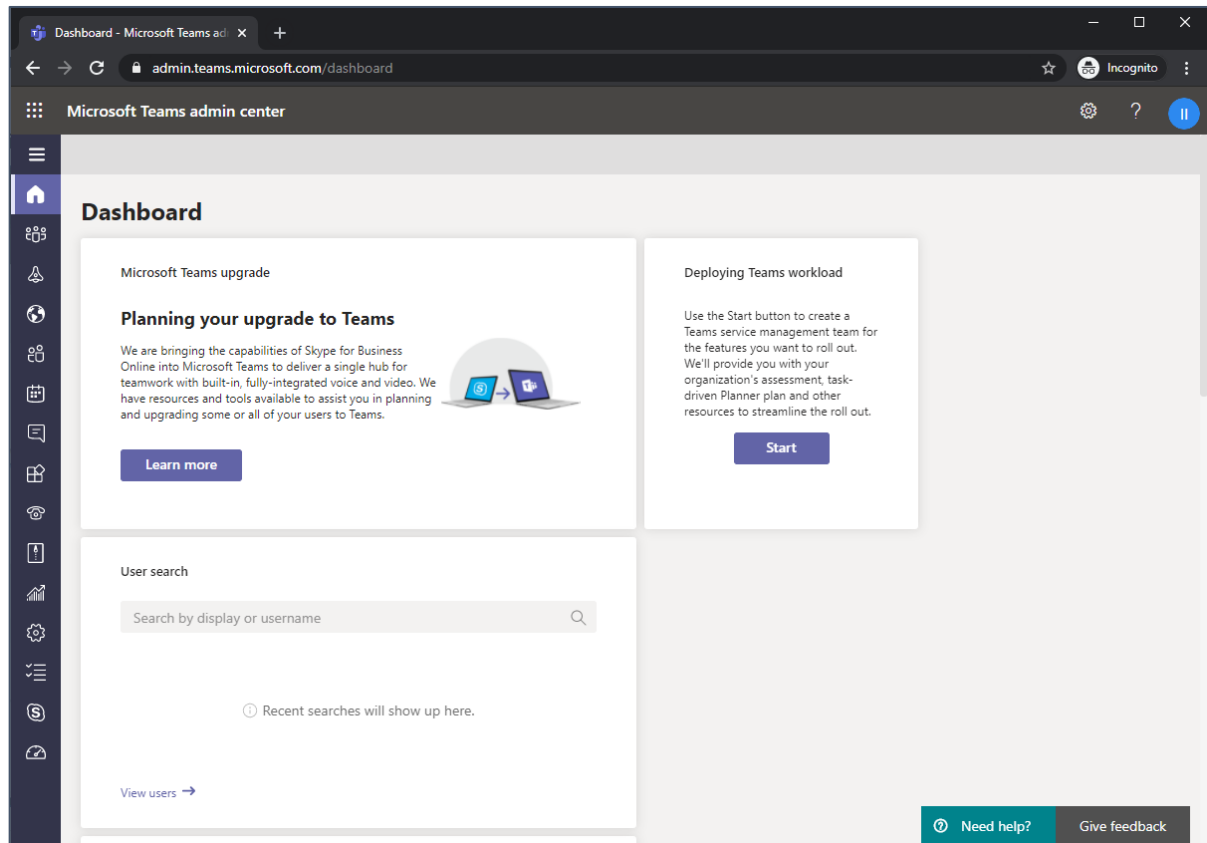 Dashboard - Microsoft Teams ad
admin.teams.microsoft.com/dashboard
Incognito
Microsoft Teams admin center
II
Dashboard
Microsoft Teams upgrade
Planning your upgrade to Teams
We are bringing the capabilities of Skype for Business
Online into Microsoft Teams to deliver a single hub for
teamwork with built-in, fully-integrated voice and video. We
have resources and tools available to assist you in planning
and upgrading some or all of your users to Teams.
Learn more
Deploying Teams workload
Use the Start button to create a
Teams service management team for
the features you want to roll out.
We'll provide you with your
organization's assessment, task-
driven Planner plan and other
resources to streamline the roll out.
Start
User search
Search by display or username
Recent searches will show up here.
View users
Need help?
Give feedback